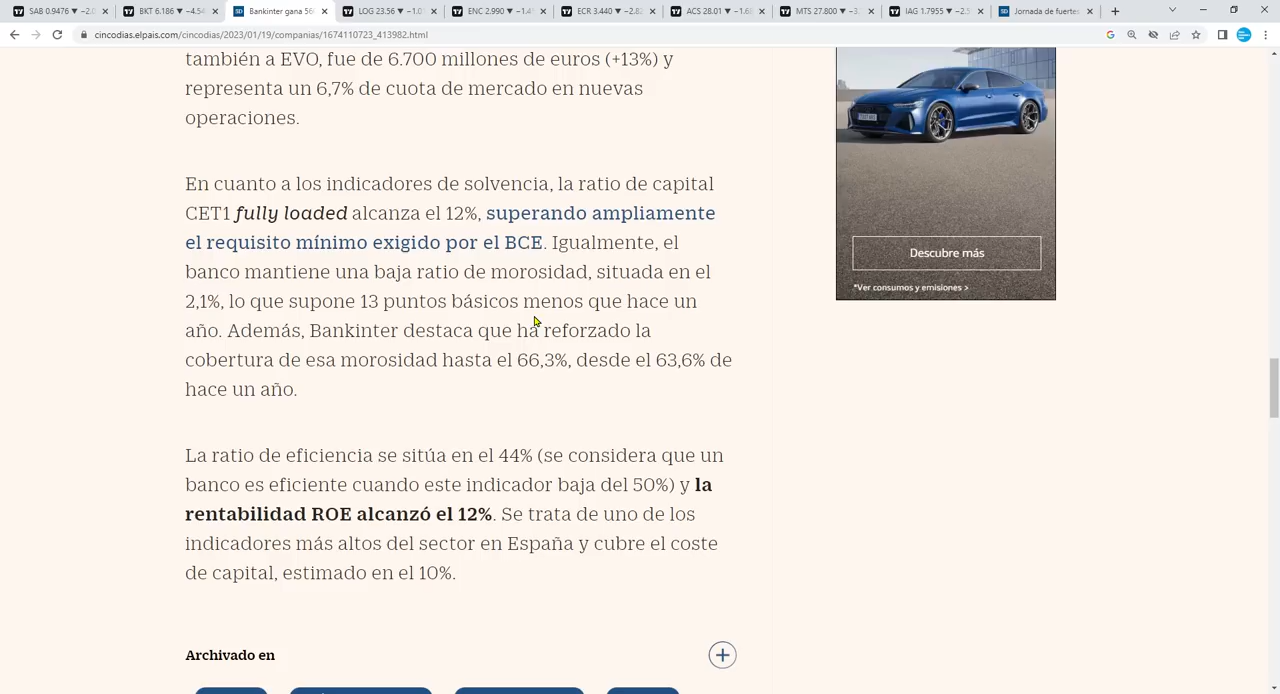 SAB 0.9476 ▼ −2.0
BKT 6.186 ▼ −4.54
Bankinter gana 56
LOG 23.56 ▼ −1.0
ENC 2.990 ▼ −1.4
ECR 3.440 ▼ −2.82
ACS 28.01 ▼ −1.68
MTS 27.800 ▼ −3.
IAG 1.7955 ▼ −2.5
Jornada de fuertes
cincodias.elpais.com/cincodias/2023/01/19/companias/1674110723_413982.html
también a EVO, fue de 6.700 millones de euros (+13%) y
representa un 6,7% de cuota de mercado en nuevas
operaciones.
En cuanto a los indicadores de solvencia, la ratio de capital
CET1 fully loaded alcanza el 12%, superando ampliamente
el requisito mínimo exigido por el BCE. Igualmente, el
banco mantiene una baja ratio de morosidad, situada en el
2,1%, lo que supone 13 puntos básicos menos que hace un
año. Además, Bankinter destaca que ha reforzado la
cobertura de esa morosidad hasta el 66,3%, desde el 63,6% de
hace un año.
La ratio de eficiencia se sitúa en el 44% (se considera que un
banco es eficiente cuando este indicador baja del 50%) y la
rentabilidad ROE alcanzó el 12%. Se trata de uno de los
indicadores más altos del sector en España y cubre el coste
de capital, estimado en el 10%.
Archivado en
Descubre más
*Ver consumos y emisiones >